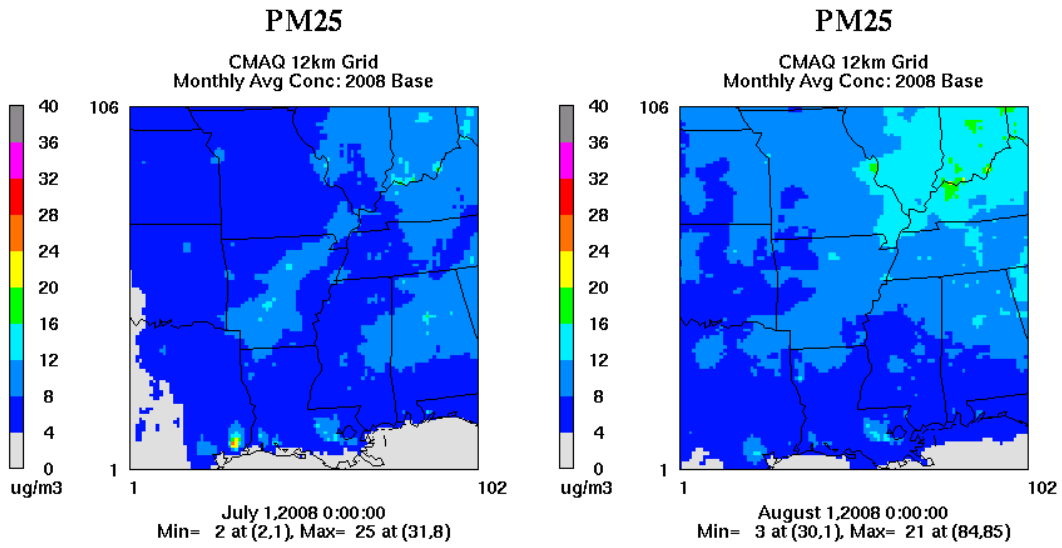 PM25
CMAQ 12km Grid
Monthly Avg Conc: 2008 Base
40
36
32
28
24
20
16
12
8
4
0
ug/m3
106
1
1
102
July 1,2008 0:00:00
Min= 2 at (2,1), Max= 25 at (31,8)
PM25
CMAQ 12km Grid
Monthly Avg Conc: 2008 Base
40
36
32
28
24
20
16
12
8
4
0
ug/m3
106
1
1
102
August 1,2008 0:00:00
Min= 3 at (30,1), Max= 21 at (84,85)